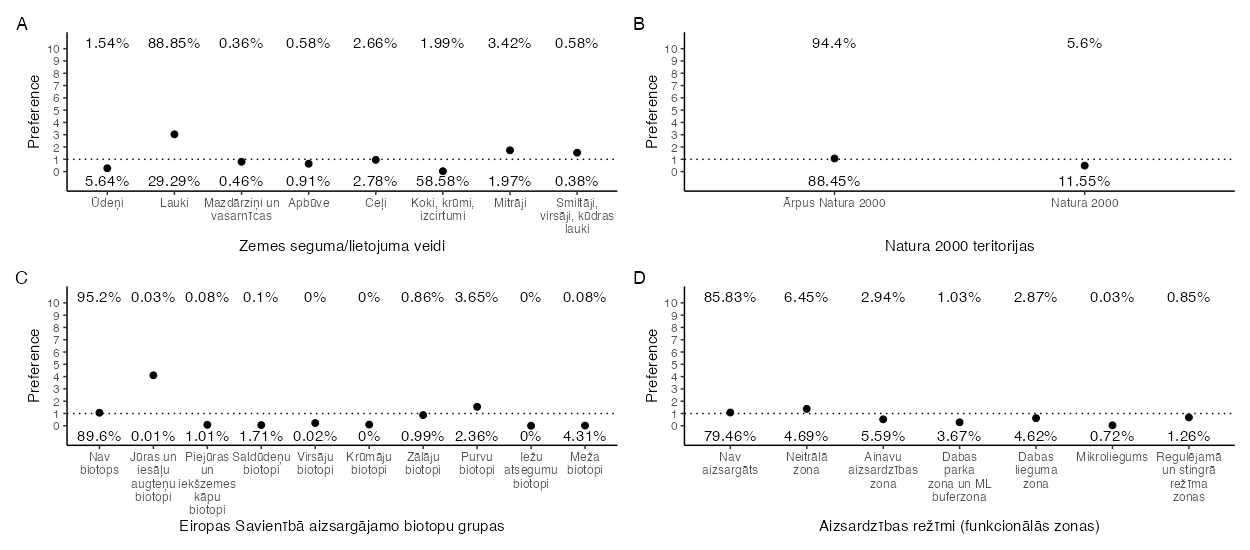 A
Preference
10
9
8
7
6
5
4
3
2
1
0
1.54% 88.85% 0.36% 0.58% 2.66% 1.99% 3.42% 0.58%
5.64% 29.29% 0.46% 0.91% 2.78% 58.58% 1.97% 0.38%
Ūdeņi
Lauki
Mazdārziņi un
vasarnīcas
Apbūve
Ceļi
Koki, krūmi,
izcirtumi
Mitrāji
Smiltāji,
virsāji, kūdras
lauki
Zemes seguma/lietojuma veidi
B
Preference
10
9
8
7
6
5
4
3
2
1
0
94.4% 5.6%
88.45% 11.55%
Ārpus Natura 2000
Natura 2000
Natura 2000 teritorijas
C
Preference
10
9
8
7
6
5
4
3
2
1
0
95.2% 0.03% 0.08% 0.1% 0% 0% 0.86% 3.65% 0% 0.08%
89.6% 0.01% 1.01% 1.71% 0.02% 0% 0.99% 2.36% 0% 4.31%
Nav
biotops
Jūras un
iesāļu
augteņu
biotopi
Piejūras
un
iekšzemes
kāpu
biotopi
Saldūdeņu
biotopi
Virsāju
biotopi
Krūmāju
biotopi
Zālāju
biotopi
Purvu
biotopi
Iežu
atsegumu
biotopi
Meža
biotopi
Eiropas Savienībā aizsargājamo biotopu grupas
D
Preference
10
9
8
7
6
5
4
3
2
1
0
85.83% 6.45% 2.94% 1.03% 2.87% 0.03% 0.85%
79.46% 4.69% 5.59% 3.67% 4.62% 0.72% 1.26%
Nav
aizsargāts
Neitrālā
zona
Ainavu
aizsardzības
zona
Dabas
parka
zona un ML
buferzona
Dabas
lieguma
zona
Mikroliegums
Regulējamā
un stingrā
režīma
zonas
Aizsardzības režīmi (funkcionālās zonas)